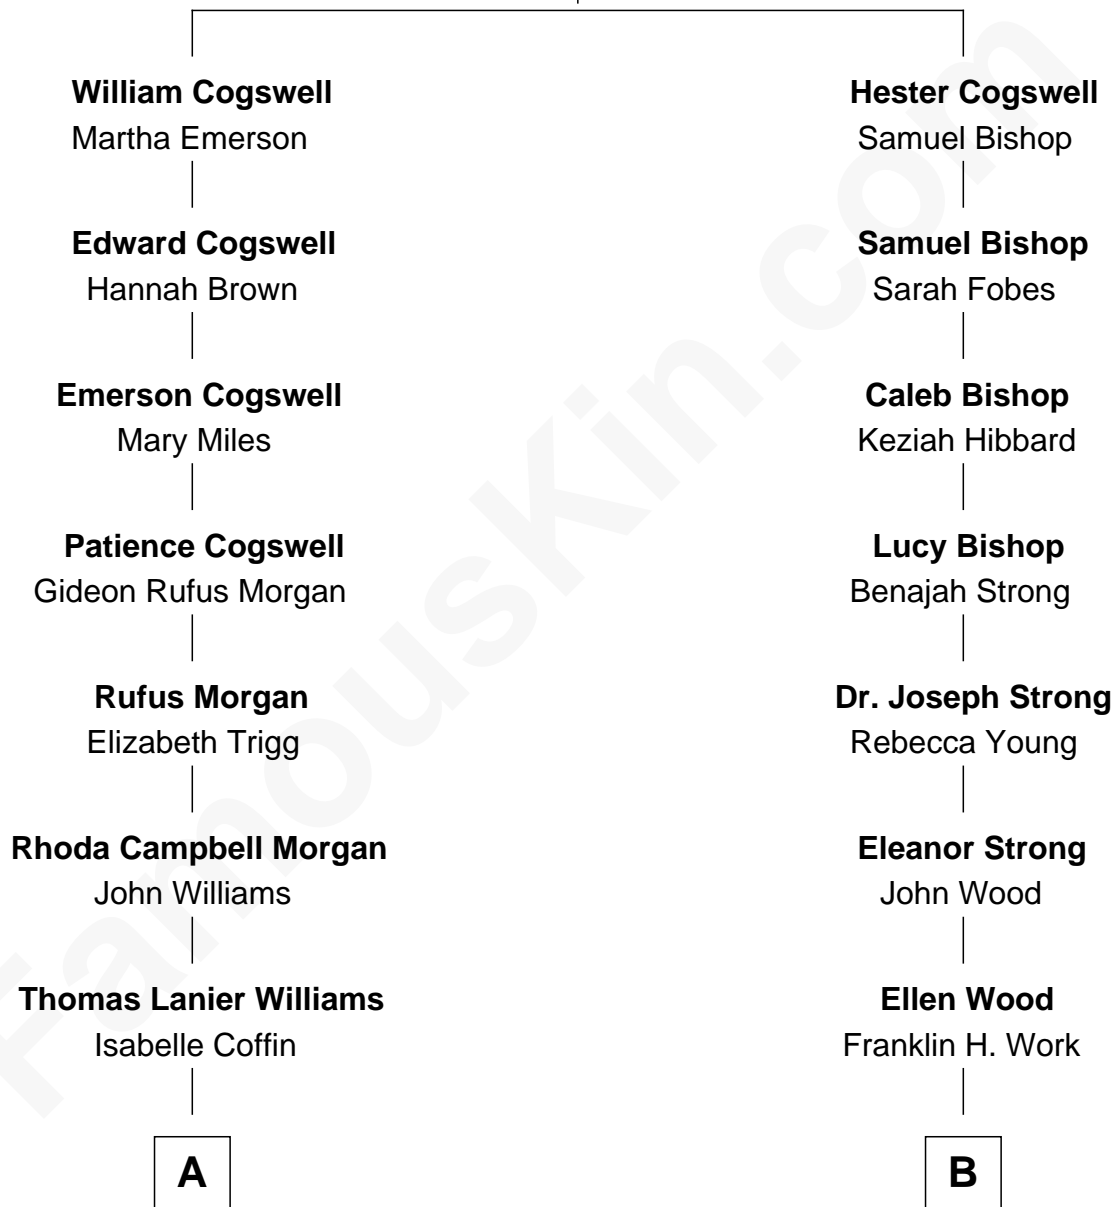 William Cogswell
Martha Emerson
Edward Cogswell
Hannah Brown
Emerson Cogswell
Mary Miles
Patience Cogswell
Gideon Rufus Morgan
Rufus Morgan
Elizabeth Trigg
Rhoda Campbell Morgan
John Williams
Thomas Lanier Williams
Isabelle Coffin
A
Hester Cogswell
Samuel Bishop
Samuel Bishop
Sarah Fobes
Caleb Bishop
Keziah Hibbard
Lucy Bishop
Benajah Strong
Dr. Joseph Strong
Rebecca Young
Eleanor Strong
John Wood
Ellen Wood
Franklin H. Work
B
FamousKin.com